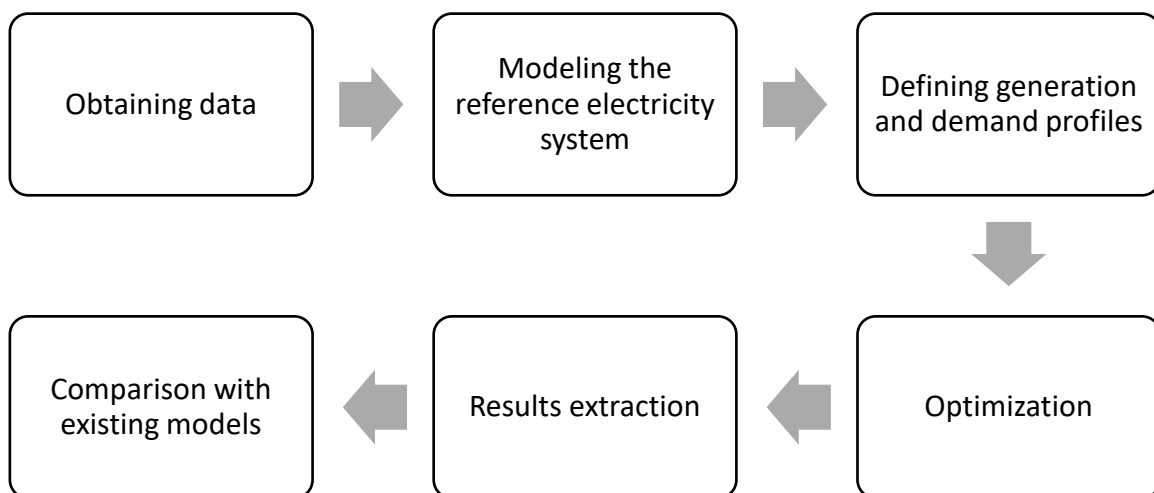 Obtaining data
Modeling the
reference electricity
system
Defining generation
and demand profiles
Optimization
Results extraction
Comparison with
existing models